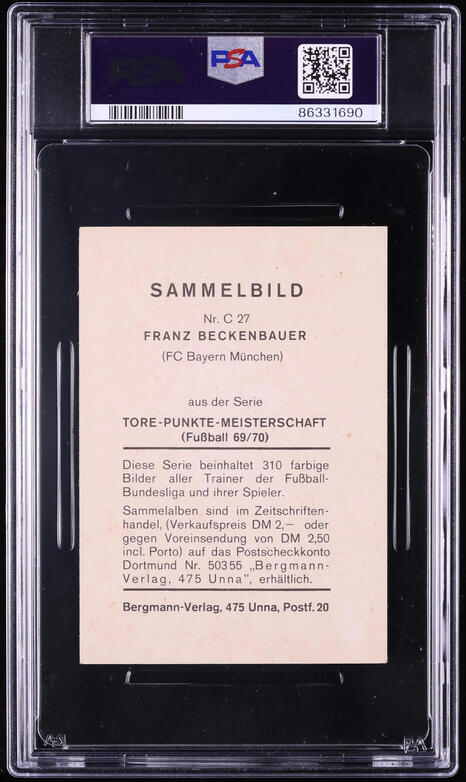 PSA
86331690
SAMMELBILD
Nr. C 27
FRANZ BECKENBAUER
(FC Bayern München)
aus der Serie
TORE-PUNKTE-MEISTERSCHAFT
(Fußball 69/70)
Diese Serie beinhaltet 310 farbige
Bilder aller Trainer der Fußball-
Bundesliga und ihrer Spieler.
Sammelalben sind im Zeitschriften-
handel, (Verkaufspreis DM 2,– oder
gegen Voreinsendung von DM 2,50
incl. Porto) auf das Postscheckkonto
Dortmund Nr. 50355 „Bergmann-
Verlag, 475 Unna", erhältlich.
Bergmann-Verlag, 475 Unna, Postf. 20